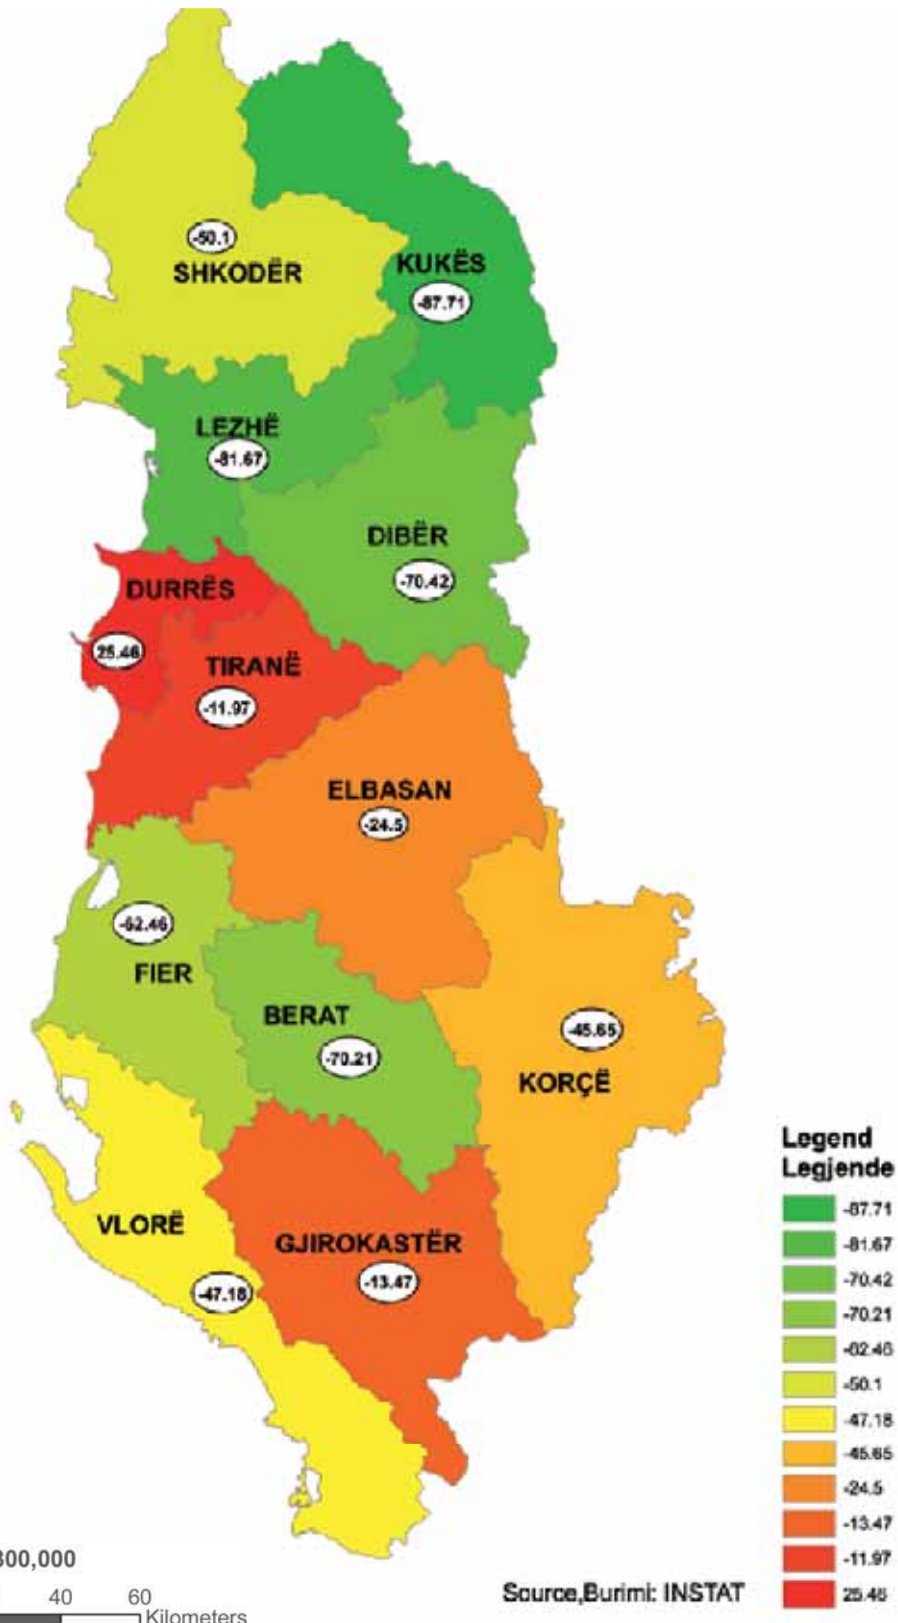 -50.1
SHKODËR
KUKËS
-87.71
LEZHË
-81.67
DIBËR
-70.42
DURRËS
25.46
TIRANË
-11.97
ELBASAN
-24.5
-62.46
FIER
BERAT
-70.21
-45.65
KORÇË
VLORË
-47.18
GJIROKASTËR
-13.47
Legend
Legjende
-87.71
-81.67
-70.42
-70.21
-62.46
-50.1
-47.18
-45.65
-24.5
-13.47
-11.97
25.46
300,000
40 60
Kilometers
Source,Burimi: INSTAT